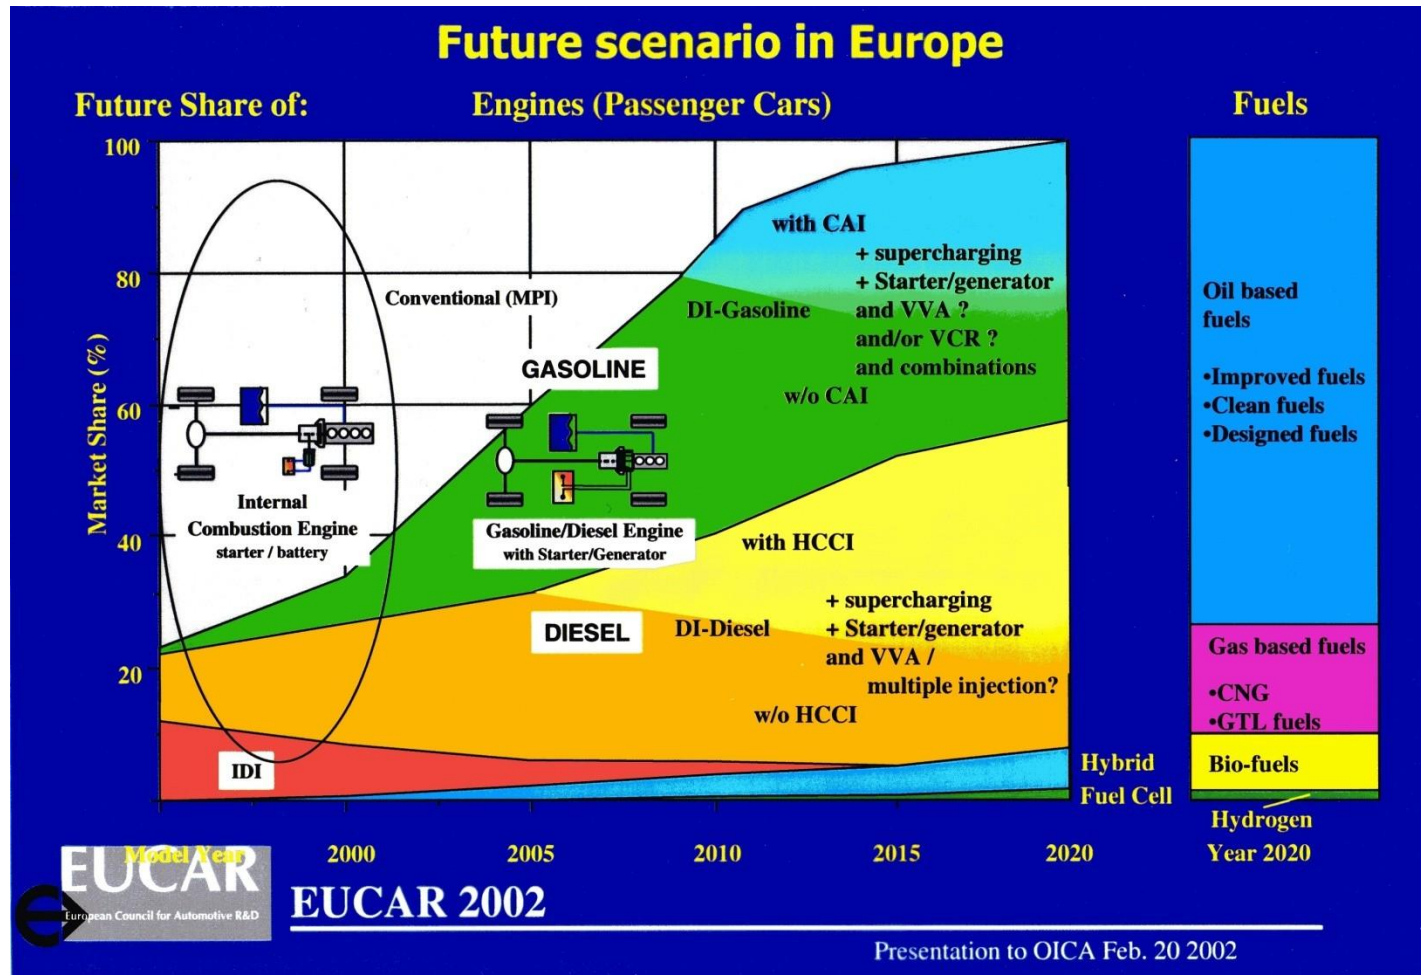 Future scenario in Europe
Future Share of:
Engines (Passenger Cars)
Fuels
Market Share (%)
100
80
60
40
20
Conventional (MPI)
GASOLINE
Internal
Combustion Engine
starter / battery
Gasoline/Diesel Engine
with Starter/Generator
with CAI
+ supercharging
+ Starter/generator
and VVA ?
and/or VCR ?
and combinations
DI-Gasoline
w/o CAI
with HCCI
DIESEL
DI-Diesel
+ supercharging
+ Starter/generator
and VVA /
multiple injection?
w/o HCCI
IDI
Hybrid
Fuel Cell
Oil based
fuels
•Improved fuels
•Clean fuels
•Designed fuels
Gas based fuels
•CNG
•GTL fuels
Bio-fuels
Hydrogen
Year 2020
Model Year
2000
2005
2010
2015
2020
EUCAR
European Council for Automotive R&D
EUCAR 2002
Presentation to OICA Feb. 20 2002